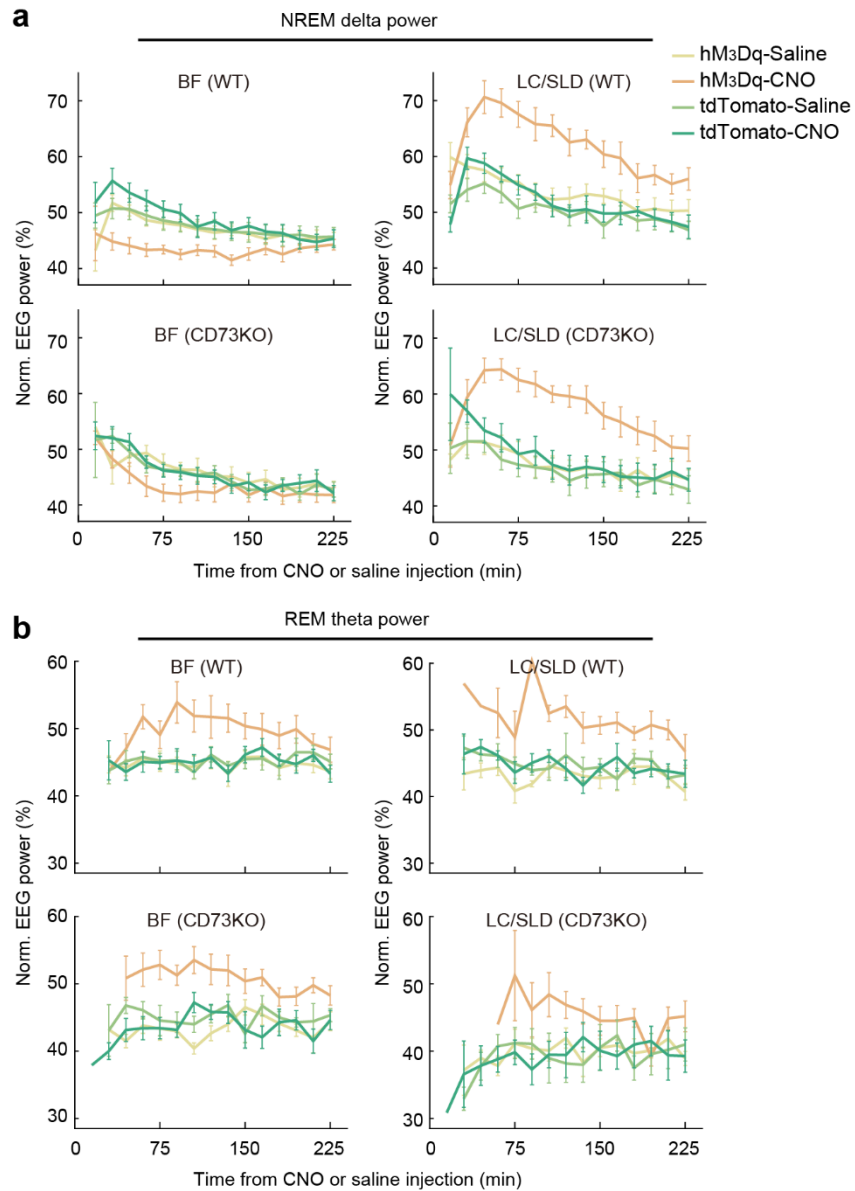 a
NREM delta power
hM3Dq-Saline
hM3Dq-CNO
tdTomato-Saline
tdTomato-CNO
BF (WT)
LC/SLD (WT)
70
60
50
40
70
60
50
40
BF (CD73KO)
LC/SLD (CD73KO)
70
60
50
40
70
60
50
40
Norm. EEG power (%)
Norm. EEG power (%)
0 75 150 225
0 75 150 225
Time from CNO or saline injection (min)
b
REM theta power
BF (WT)
LC/SLD (WT)
60
50
40
30
60
50
40
30
BF (CD73KO)
LC/SLD (CD73KO)
60
50
40
30
60
50
40
30
Norm. EEG power (%)
Norm. EEG power (%)
0 75 150 225
0 75 150 225
Time from CNO or saline injection (min)